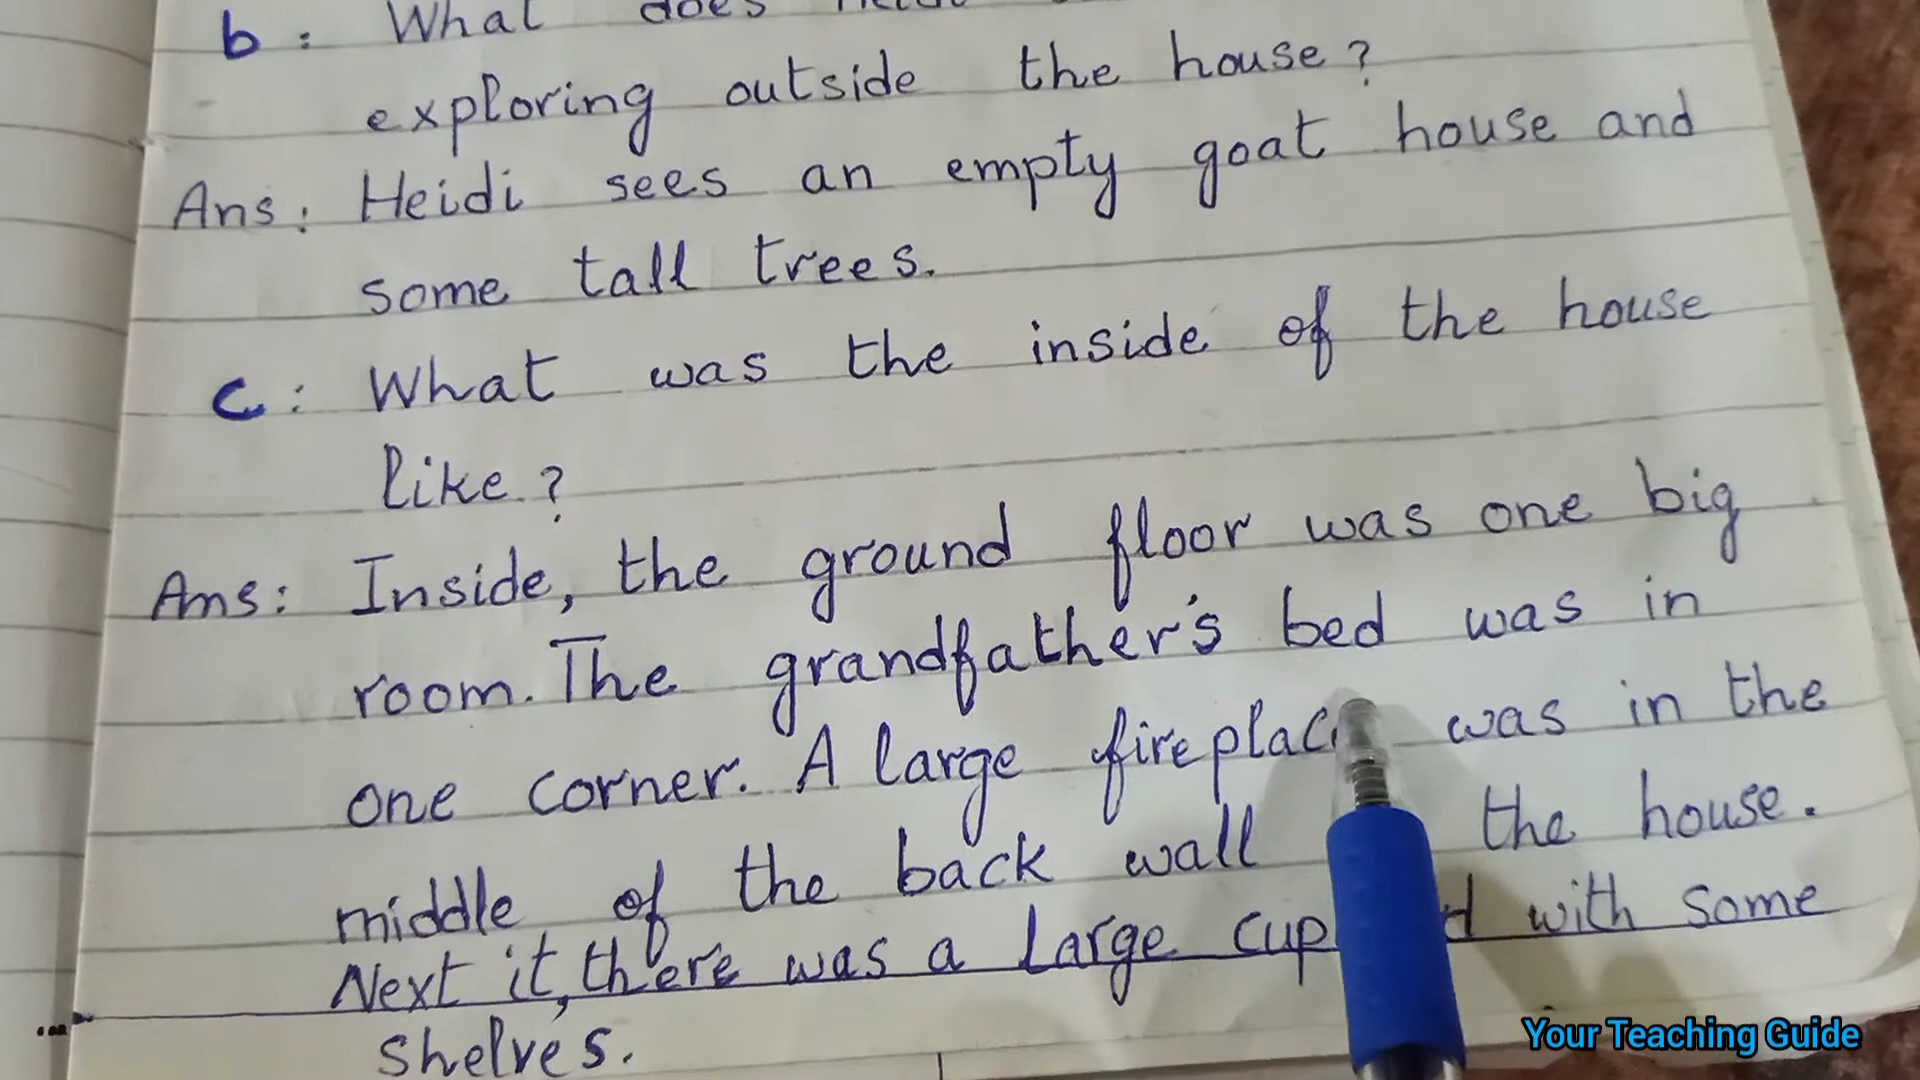 b : What does
exploring outside the house?
Ans: Heidi sees an empty goat house and
some tall trees.
c : What was the inside of the house
like?
Ans: Inside, the ground floor was one big
room. The grandfather's bed was in
one corner. A large was in the
middle of the back wall the house.
Next it, there was a large with some
shelves.
Your Teaching Guide